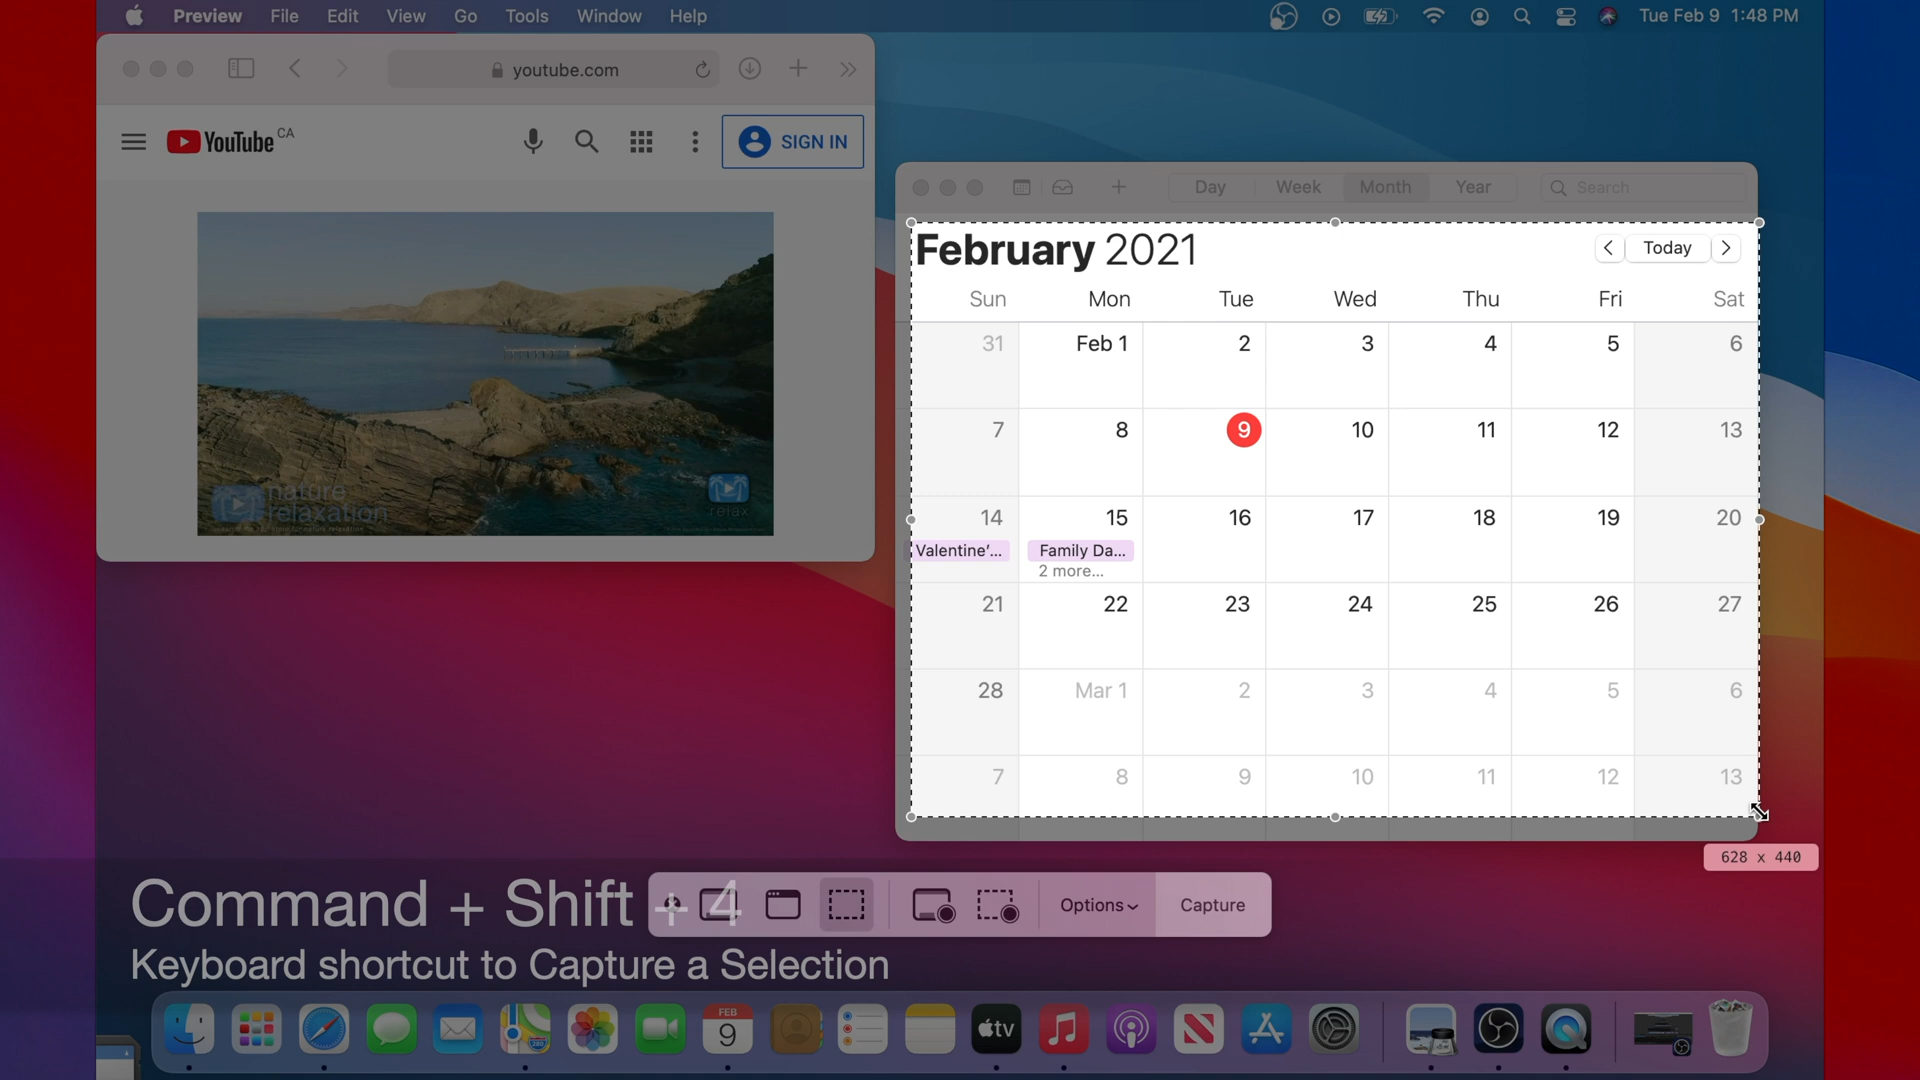 Preview File Edit View Go Tools Window Help
Tue Feb 9 1:48 PM
youtube.com
YouTube CA
SIGN IN
nature
relaxation
relax
Day Week Month Year Search
February 2021
Today
Sun Mon Tue Wed Thu Fri Sat
31 Feb 1 2 3 4 5 6
7 8 9 10 11 12 13
14 15 16 17 18 19 20
Valentine'... Family Da...
2 more...
21 22 23 24 25 26 27
28 Mar 1 2 3 4 5 6
7 8 9 10 11 12 13
628 x 440
Command + Shift + 4
Options Capture
Keyboard shortcut to Capture a Selection
280
FEB
9
tv